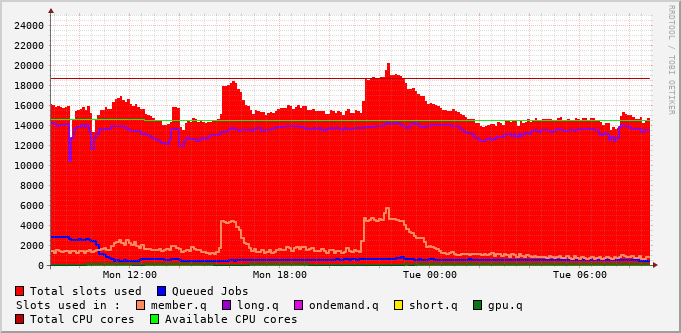 24000
22000
20000
18000
16000
14000
12000
10000
8000
6000
4000
2000
0
Mon 12:00 Mon 18:00 Tue 00:00 Tue 06:00
RRDTOOL / TOBI OETIKER
Total slots used Queued Jobs
Slots used in : member.q long.q ondemand.q short.q gpu.q
Total CPU cores Available CPU cores